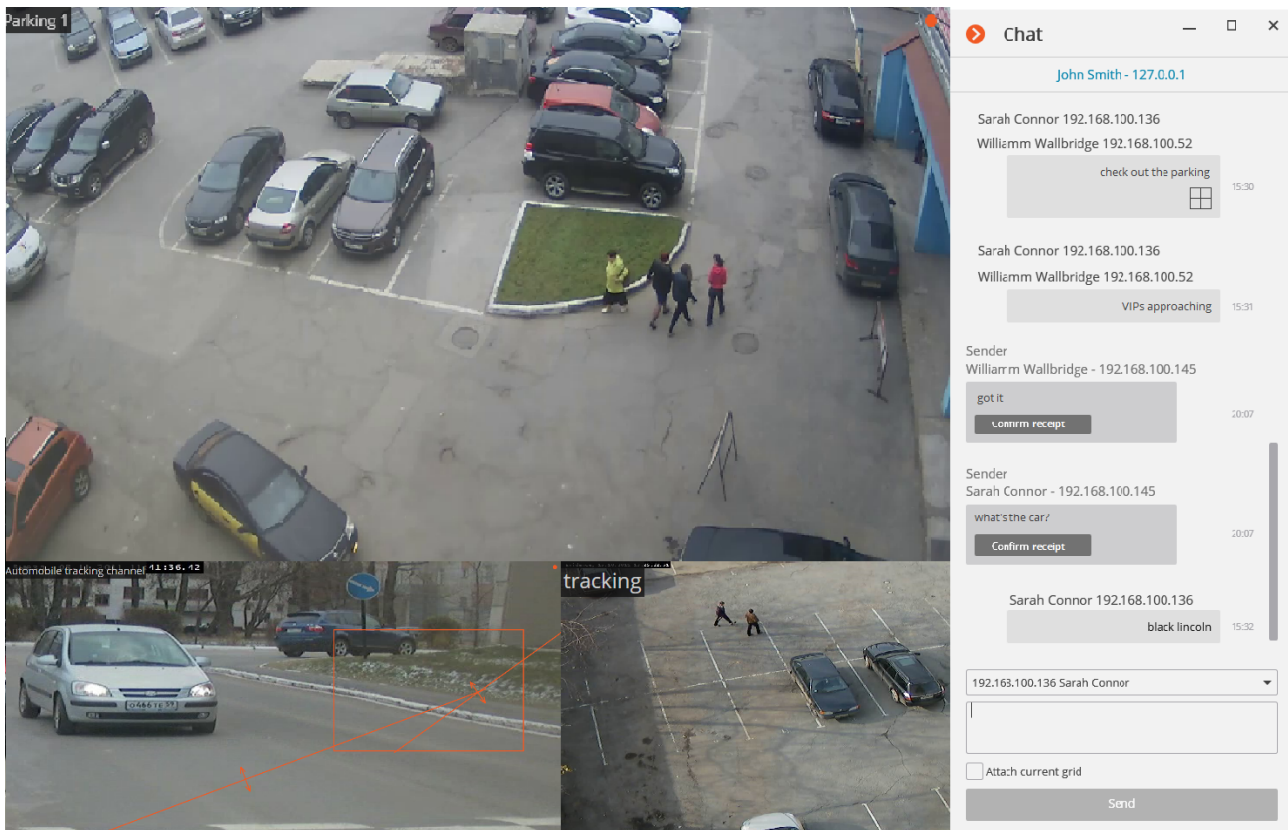 Parking 1
Automobile tracking channel 41:36.42
tracking
Chat
John Smith - 127.0.0.1
Sarah Connor 192.168.100.136
Williamm Wallbridge 192.168.100.52
check out the parking
15:30
Sarah Connor 192.168.100.136
Williamm Wallbridge 192.168.100.52
VIPs approaching
15:31
Sender
Williamm Wallbridge - 192.168.100.145
got it
Confirm receipt
20:07
Sender
Sarah Connor - 192.168.100.145
what's the car?
Confirm receipt
20:07
Sarah Connor 192.168.100.136
black lincoln
15:32
192.168.100.136 Sarah Connor
Attach current grid
Send